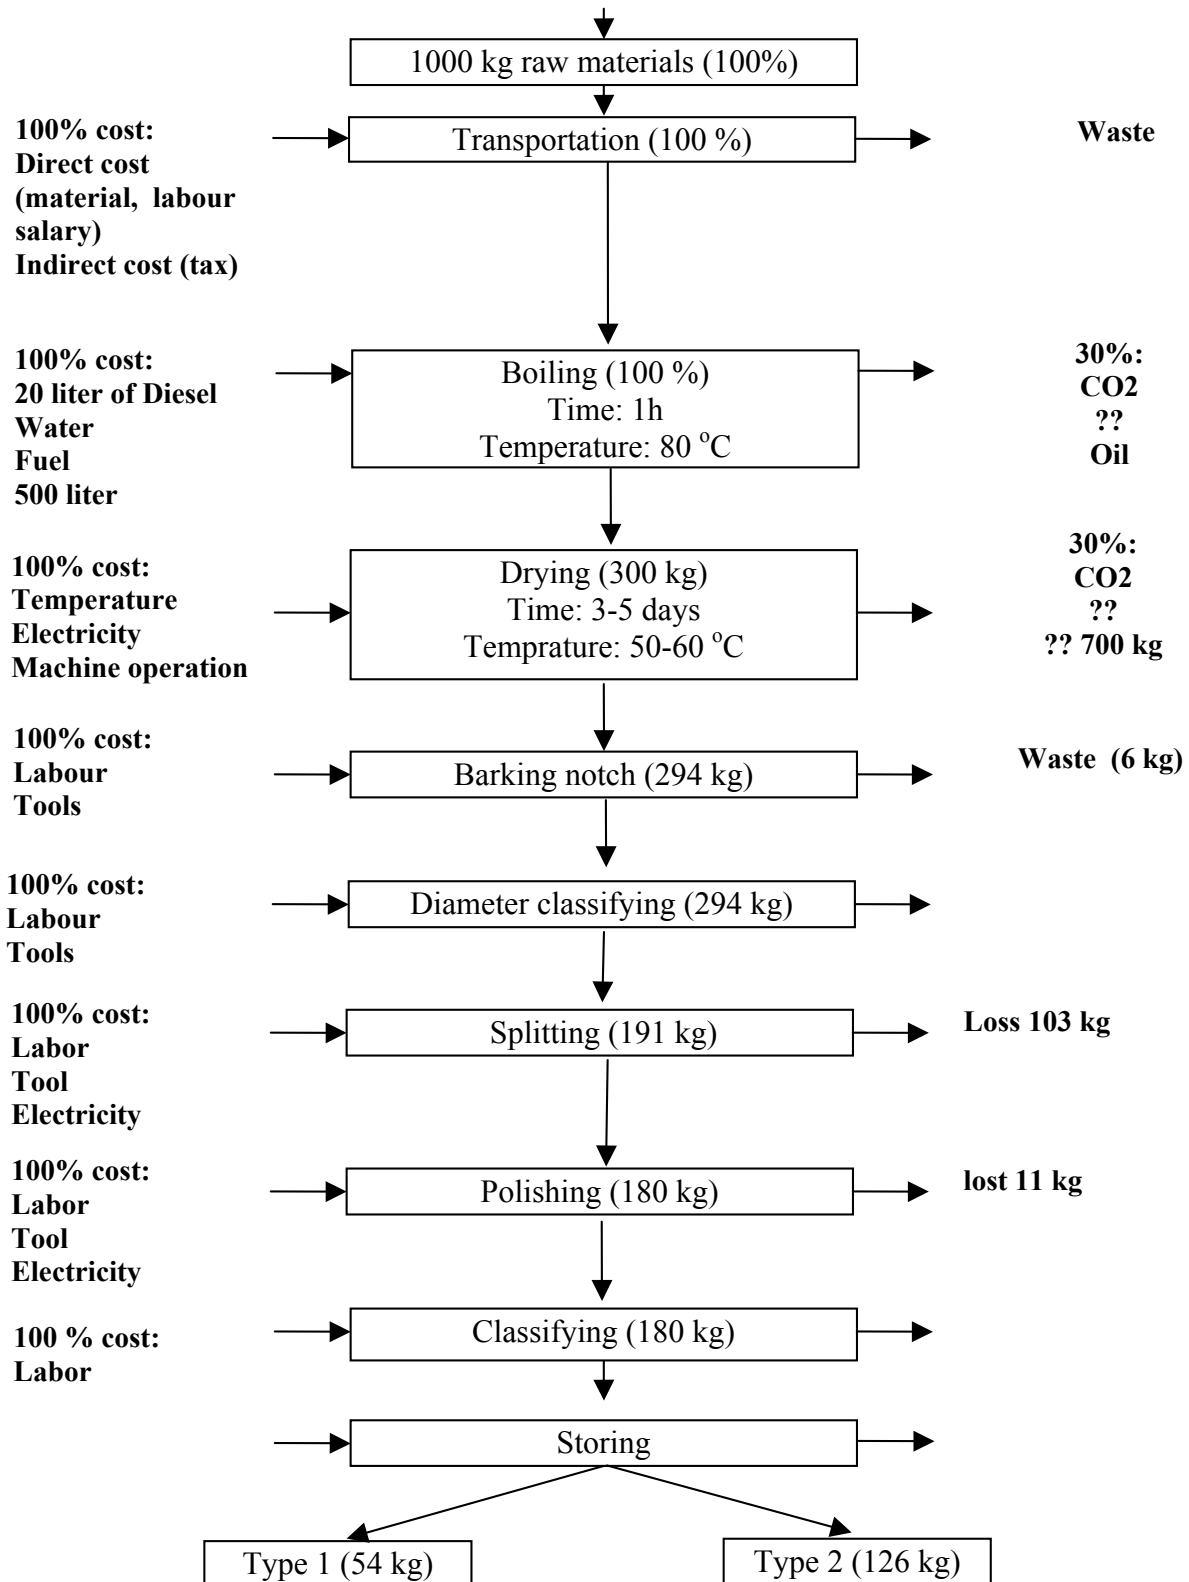 1000 kg raw materials (100%)
100% cost:
Direct cost
(material, labour
salary)
Indirect cost (tax)
Transportation (100 %)
Waste
100% cost:
20 liter of Diesel
Water
Fuel
500 liter
Boiling (100 %)
Time: 1h
Temperature: 80 °C
30%:
CO2
??
Oil
100% cost:
Temperature
Electricity
Machine operation
Drying (300 kg)
Time: 3-5 days
Temprature: 50-60 °C
30%:
CO2
??
?? 700 kg
100% cost:
Labour
Tools
Barking notch (294 kg)
Waste (6 kg)
100% cost:
Labour
Tools
Diameter classifying (294 kg)
100% cost:
Labor
Tool
Electricity
Splitting (191 kg)
Loss 103 kg
100% cost:
Labor
Tool
Electricity
Polishing (180 kg)
lost 11 kg
100 % cost:
Labor
Classifying (180 kg)
Storing
Type 1 (54 kg)
Type 2 (126 kg)